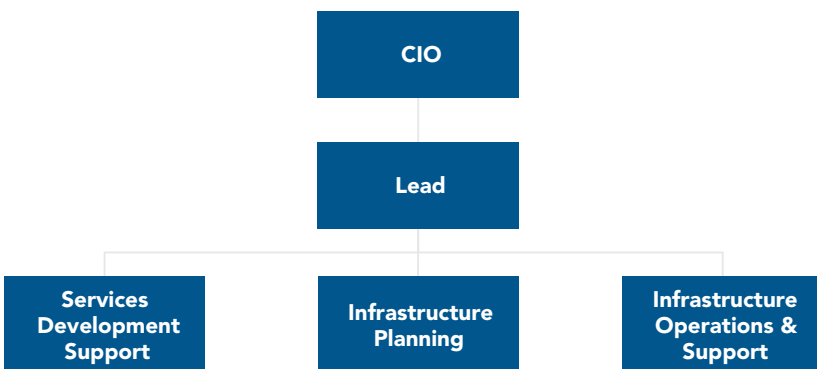 CIO
Lead
Services
Development
Support
Infrastructure
Planning
Infrastructure
Operations &
Support